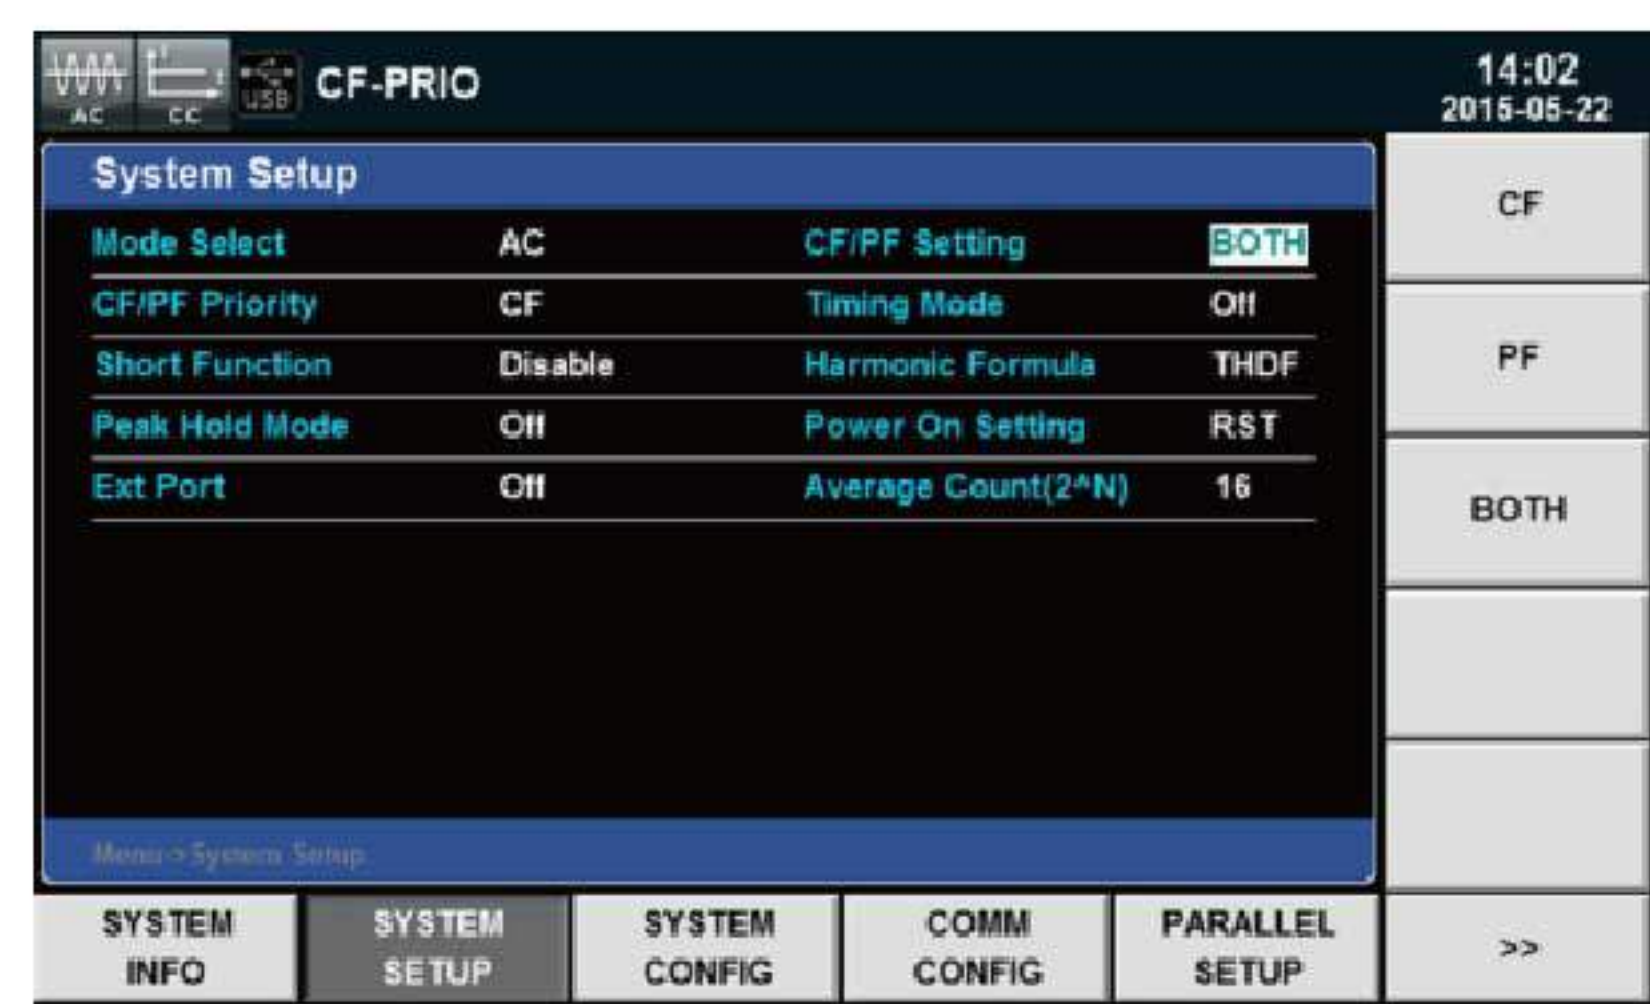 AC
CC
USB
CF-PRIO
14:02
2015-05-22
System Setup
Mode Select AC CF/PF Setting BOTH
CF/PF Priority CF Timing Mode Off
Short Function Disable Harmonic Formula THDF
Peak Hold Mode Off Power On Setting RST
Ext Port Off Average Count(2^N) 16
Menu->System Setup
CF
PF
BOTH
SYSTEM INFO
SYSTEM SETUP
SYSTEM CONFIG
COMM CONFIG
PARALLEL SETUP
>>